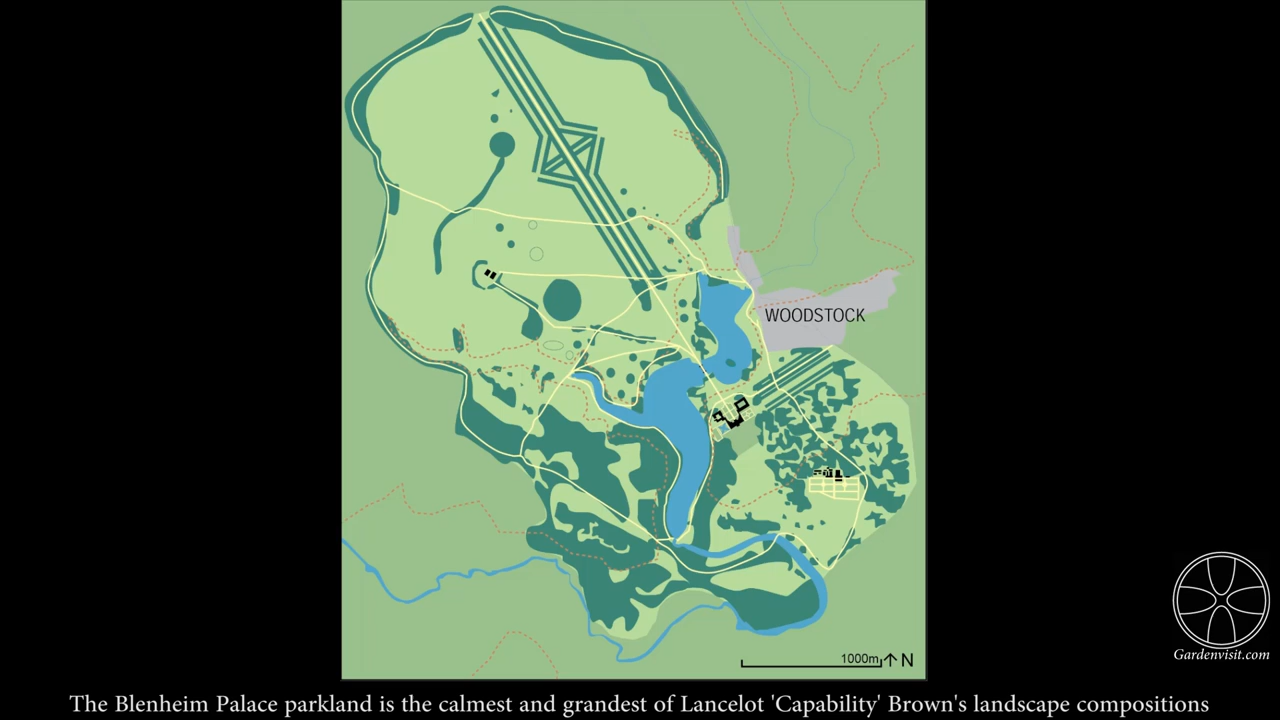 WOODSTOCK
1000m N
Gardenvisit.com
The Blenheim Palace parkland is the calmest and grandest of Lancelot 'Capability' Brown's landscape compositions